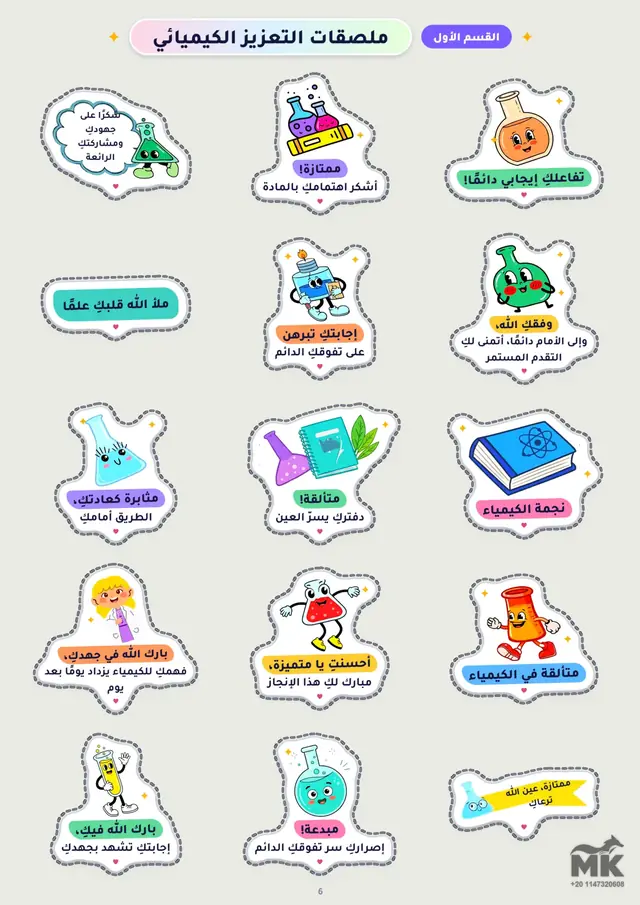 القسم الأول
ملصقات التعزيز الكيميائي
تفاعلكِ إيجابي دائمًا!
ممتازة!
أشكر اهتمامكِ بالمادة
شكرًا على
جهودكِ
ومشاركتكِ
الرائعة
وفقكِ الله،
وإلى الأمام دائمًا، أتمنى لكِ
التقدم المستمر
إجابتكِ تبرهن
على تفوقكِ الدائم
ملأ الله قلبكِ علمًا
نجمة الكيمياء
متألقة!
دفتركِ يسرّ العين
مثابرة كعادتكِ،
الطريق أمامكِ
متألقة في الكيمياء
أحسنتِ يا متميزة،
مبارك لكِ هذا الإنجاز
بارك الله في جهدكِ،
فهمكِ للكيمياء يزداد يومًا بعد
يوم
ممتازة، عين الله
ترعاكِ
مبدعة!
إصراركِ سر تفوقكِ الدائم
بارك الله فيكِ،
إجابتكِ تشهد بجهدكِ
MK
+20 1147320608
6